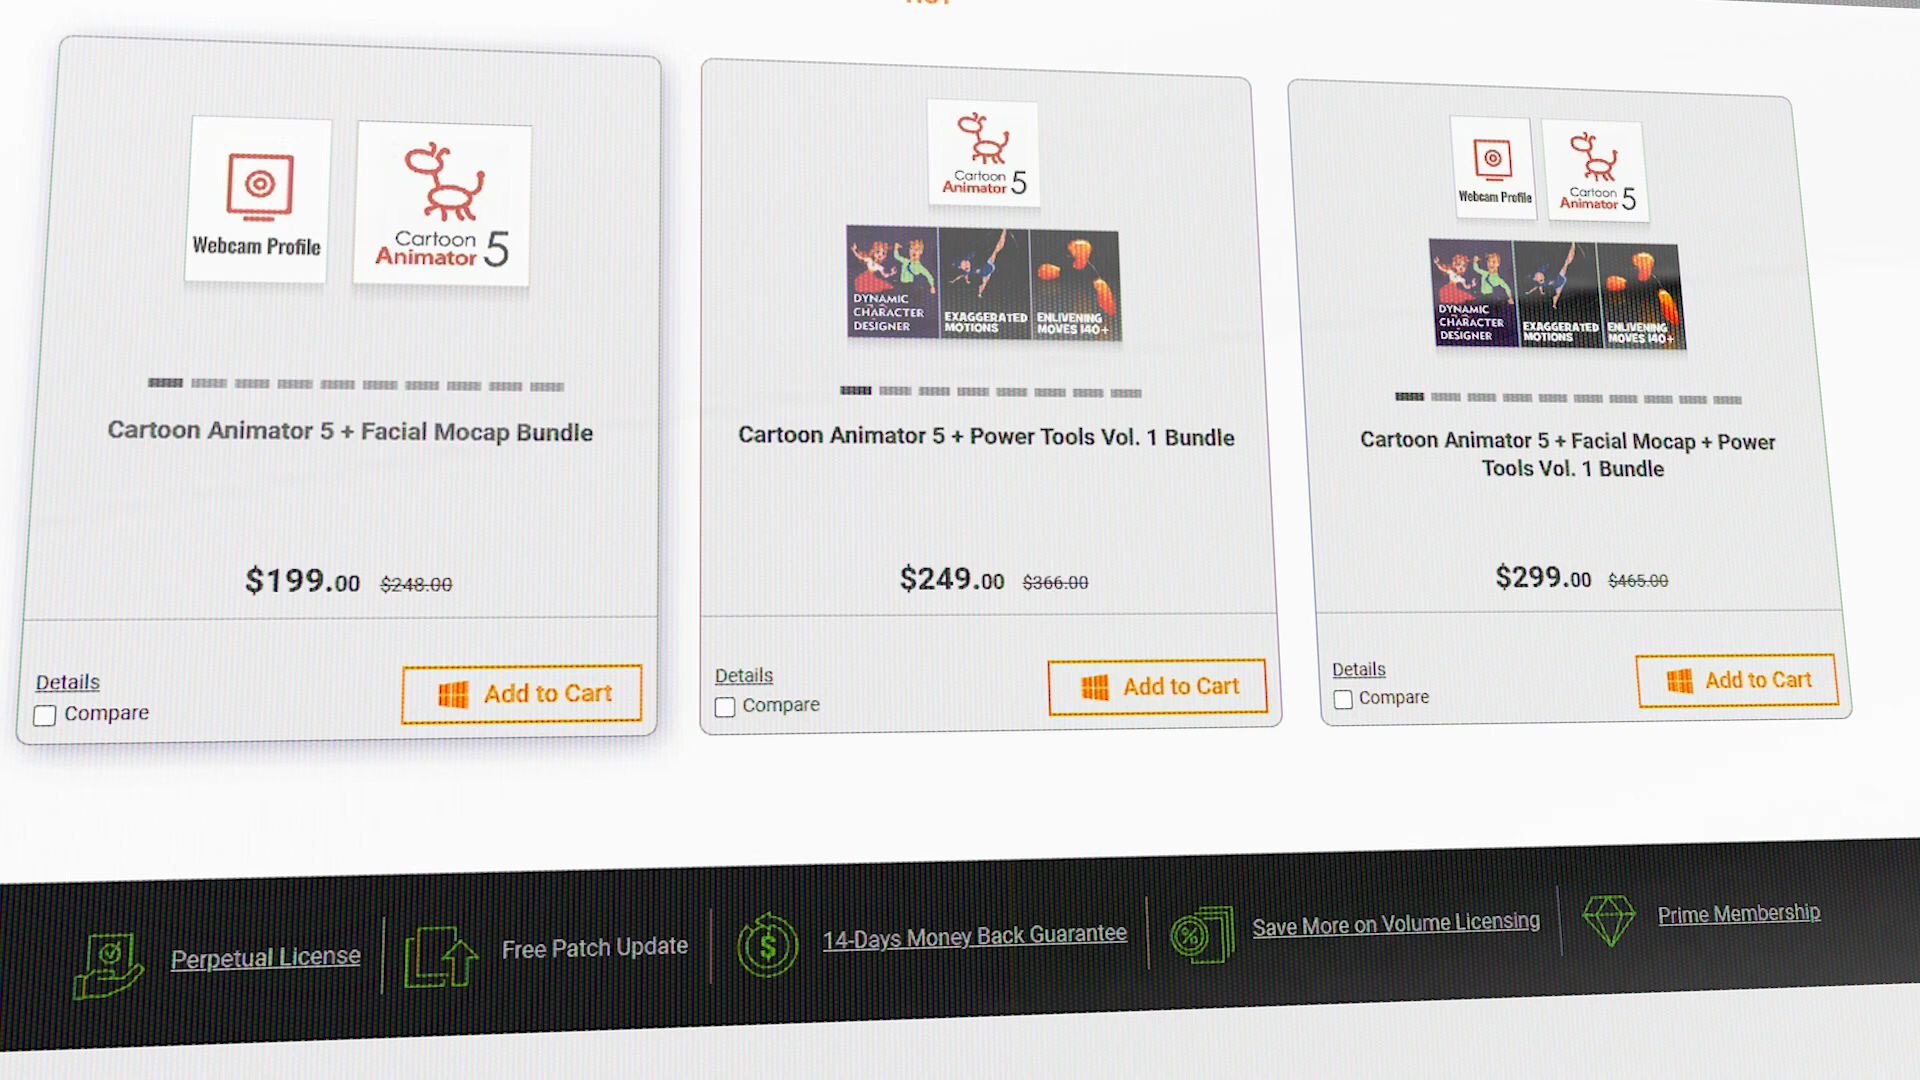 HOT
Webcam Profile
Cartoon
Animator 5
Cartoon Animator 5 + Facial Mocap Bundle
$199.00 $248.00
Details
Compare
Add to Cart
Cartoon
Animator 5
DYNAMIC
CHARACTER
DESIGNER
EXAGGERATED
MOTIONS
ENLIVENING
MOVES 140+
Cartoon Animator 5 + Power Tools Vol. 1 Bundle
$249.00 $366.00
Details
Compare
Add to Cart
Webcam Profile
Cartoon
Animator 5
DYNAMIC
CHARACTER
DESIGNER
EXAGGERATED
MOTIONS
ENLIVENING
MOVES 140+
Cartoon Animator 5 + Facial Mocap + Power
Tools Vol. 1 Bundle
$299.00 $465.00
Details
Compare
Add to Cart
Perpetual License
Free Patch Update
14-Days Money Back Guarantee
Save More on Volume Licensing
Prime Membership